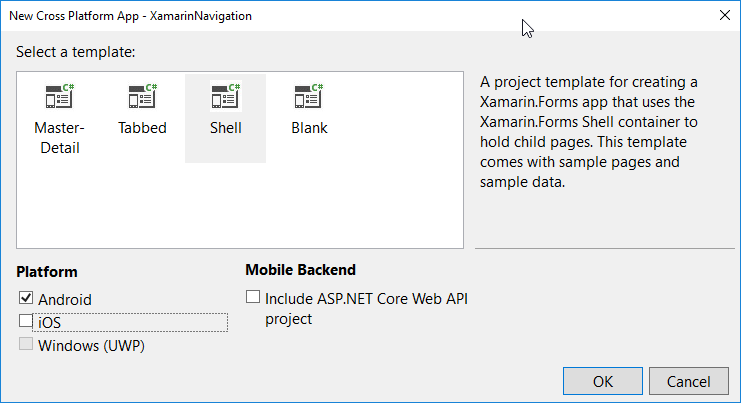 New Cross Platform App - XamarinNavigation
Select a template:
C# C# C# C#
Master- Tabbed Shell Blank
Detail
A project template for creating a
Xamarin.Forms app that uses the
Xamarin.Forms Shell container to
hold child pages. This template
comes with sample pages and
sample data.
Platform
Android
iOS
Windows (UWP)
Mobile Backend
Include ASP.NET Core Web API
project
OK Cancel